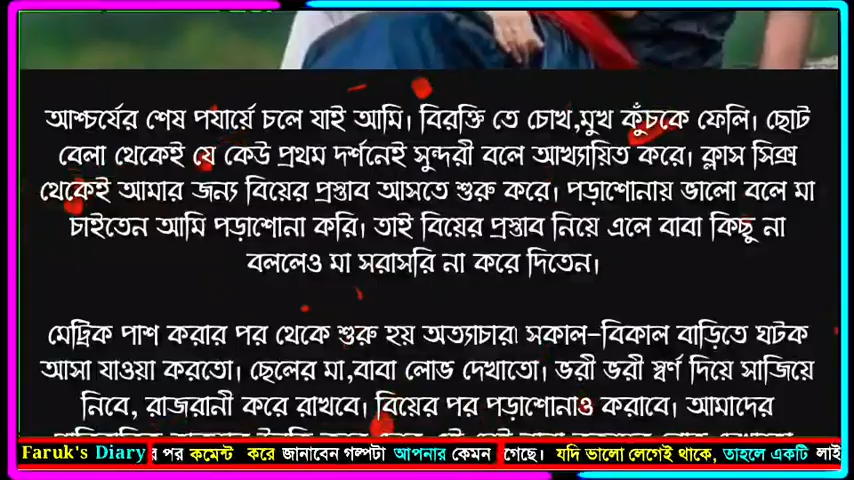 আশ্চর্যের শেষ পযার্য়ে চলে যাই আমি। বিরক্তি তে চোখ,মুখ কুঁচকে ফেলি। ছোট
বেলা থেকেই যে কেউ প্রথম দর্শনেই সুন্দরী বলে আখ্যায়িত করে। ক্লাস সিক্স
থেকেই আমার জন্য বিয়ের প্রস্তাব আসতে শুরু করে। পড়াশোনায় ভালো বলে মা
চাইতেন আমি পড়াশোনা করি। তাই বিয়ের প্রস্তাব নিয়ে এলে বাবা কিছু না
বললেও মা সরাসরি না করে দিতেন।
মেট্রিক পাশ করার পর থেকে শুরু হয় অত্যাচার৷ সকাল-বিকাল বাড়িতে ঘটক
আসা যাওয়া করতো। ছেলের মা,বাবা লোভ দেখাতো। ভরী ভরী স্বর্ণ দিয়ে সাজিয়ে
নিবে, রাজরানী করে রাখবে। বিয়ের পর পড়াশোনাও করাবে। আমাদের
Faruk's Diary র পর কমেন্ট করে জানাবেন গল্পটা আপনার কেমন গেছে। যদি ভালো লেগেই থাকে, তাহলে একটি লাই